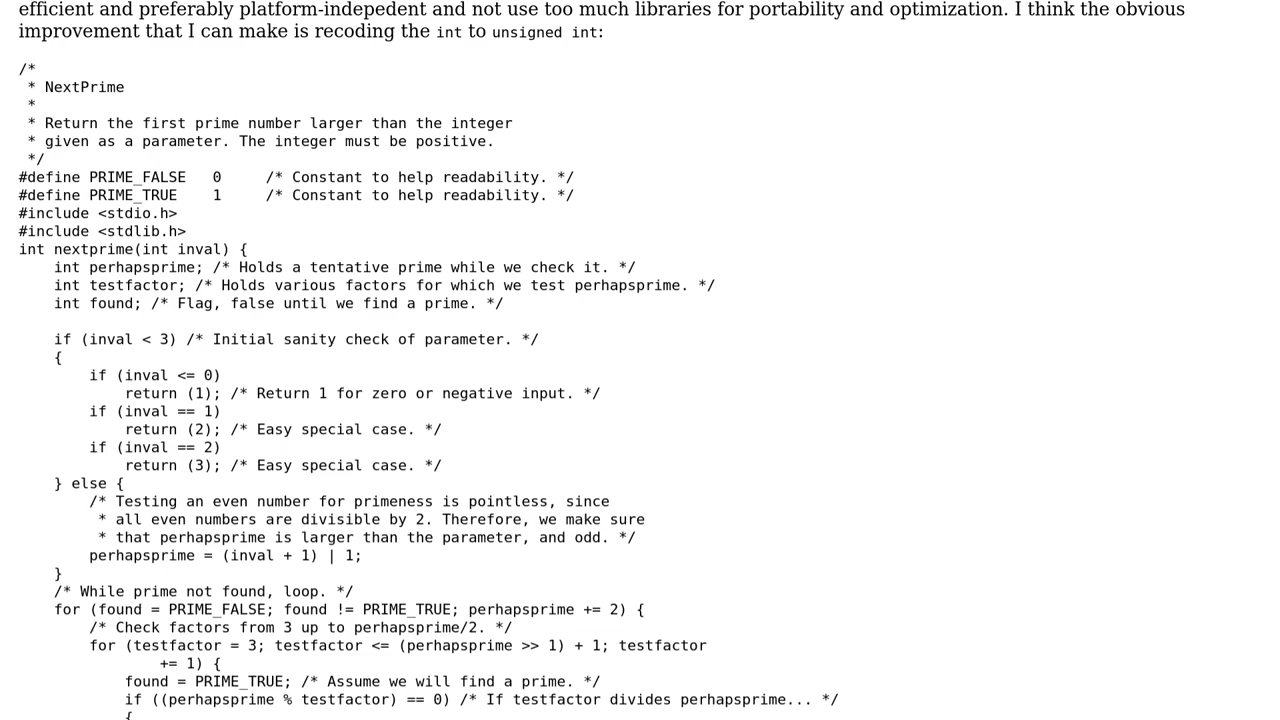 efficient and preferably platform-indepedent and not use too much libraries for portability and optimization. I think the obvious
improvement that I can make is recoding the int to unsigned int:
/*
 * NextPrime
 *
 * Return the first prime number larger than the integer
 * given as a parameter. The integer must be positive.
 */
#define PRIME_FALSE   0     /* Constant to help readability. */
#define PRIME_TRUE    1     /* Constant to help readability. */
#include <stdio.h>
#include <stdlib.h>
int nextprime(int inval) {
    int perhapsprime; /* Holds a tentative prime while we check it. */
    int testfactor; /* Holds various factors for which we test perhapsprime. */
    int found; /* Flag, false until we find a prime. */

    if (inval < 3) /* Initial sanity check of parameter. */
    {
        if (inval <= 0)
            return (1); /* Return 1 for zero or negative input. */
        if (inval == 1)
            return (2); /* Easy special case. */
        if (inval == 2)
            return (3); /* Easy special case. */
    } else {
        /* Testing an even number for primeness is pointless, since
         * all even numbers are divisible by 2. Therefore, we make sure
         * that perhapsprime is larger than the parameter, and odd. */
        perhapsprime = (inval + 1) | 1;
    }
    /* While prime not found, loop. */
    for (found = PRIME_FALSE; found != PRIME_TRUE; perhapsprime += 2) {
        /* Check factors from 3 up to perhapsprime/2. */
        for (testfactor = 3; testfactor <= (perhapsprime >> 1) + 1; testfactor
                += 1) {
            found = PRIME_TRUE; /* Assume we will find a prime. */
            if ((perhapsprime % testfactor) == 0) /* If testfactor divides perhapsprime... */
            {